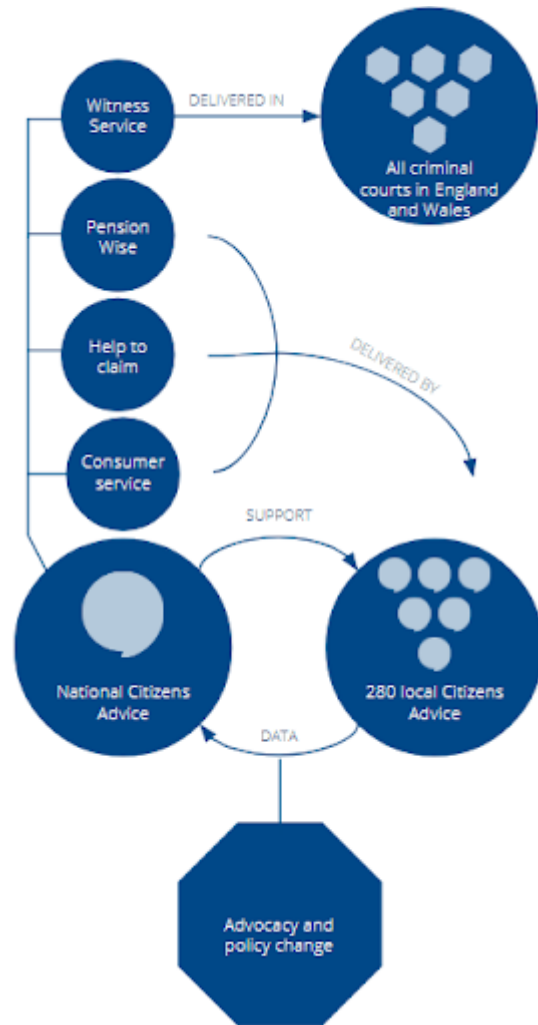 Witness
Service
DELIVERED IN
All criminal
courts in England
and Wales
Pension
Wise
Help to
claim
DELIVERED BY
Consumer
service
SUPPORT
National Citizens
Advice
280 local Citizens
Advice
DATA
Advocacy and
policy change